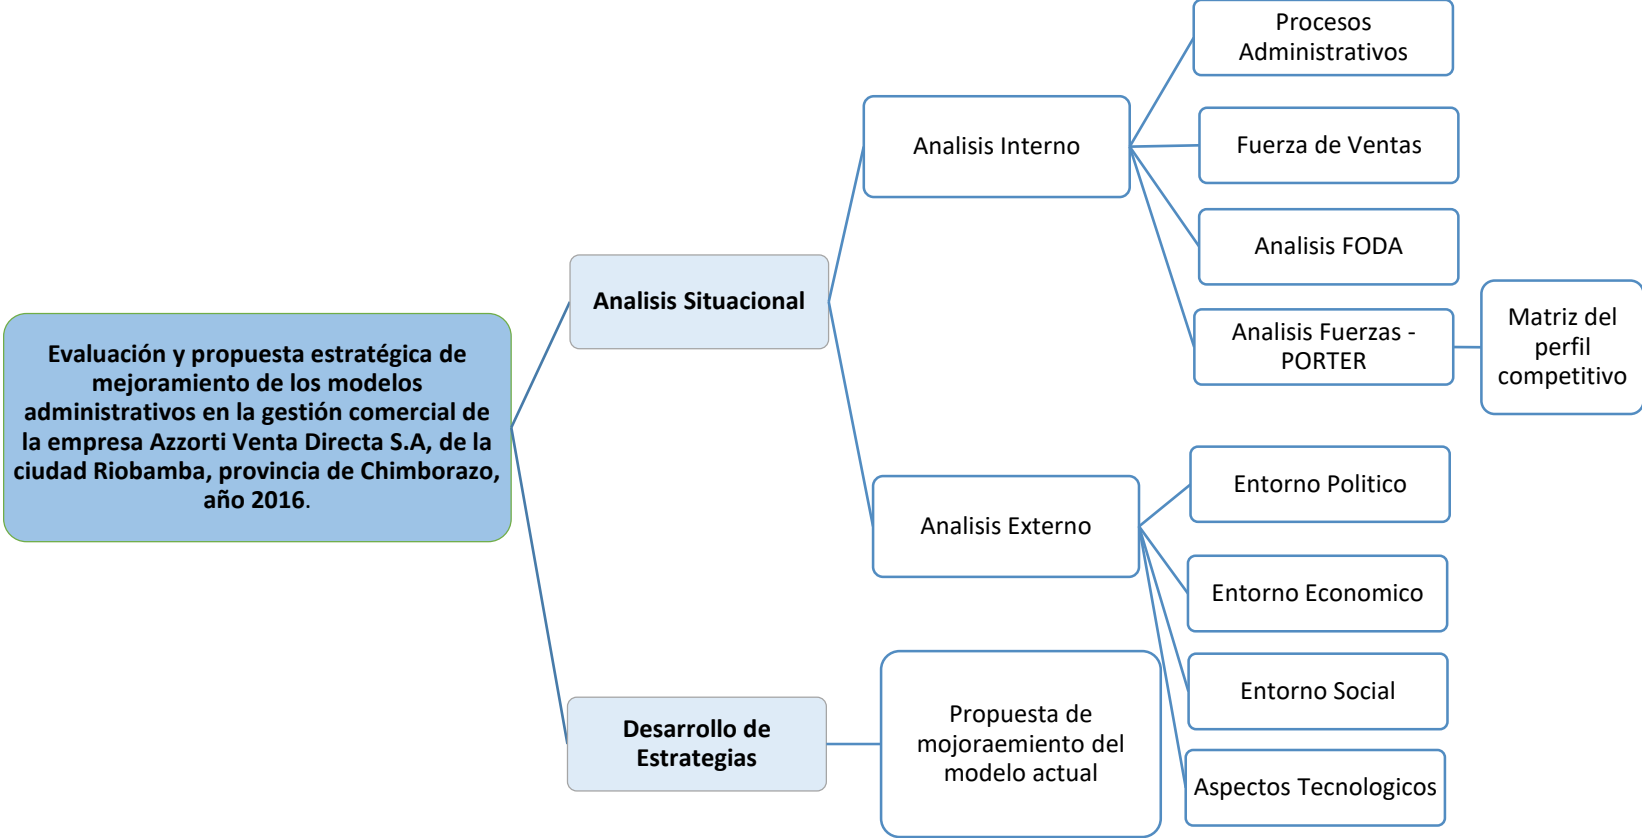 Evaluación y propuesta estratégica de
mejoramiento de los modelos
administrativos en la gestión comercial de
la empresa Azzorti Venta Directa S.A, de la
ciudad Riobamba, provincia de Chimborazo,
año 2016.
Analisis Situacional
Analisis Interno
Procesos
Administrativos
Fuerza de Ventas
Analisis FODA
Analisis Fuerzas -
PORTER
Matriz del
perfil
competitivo
Analisis Externo
Entorno Politico
Entorno Economico
Entorno Social
Aspectos Tecnologicos
Desarrollo de
Estrategias
Propuesta de
mojoraemiento del
modelo actual